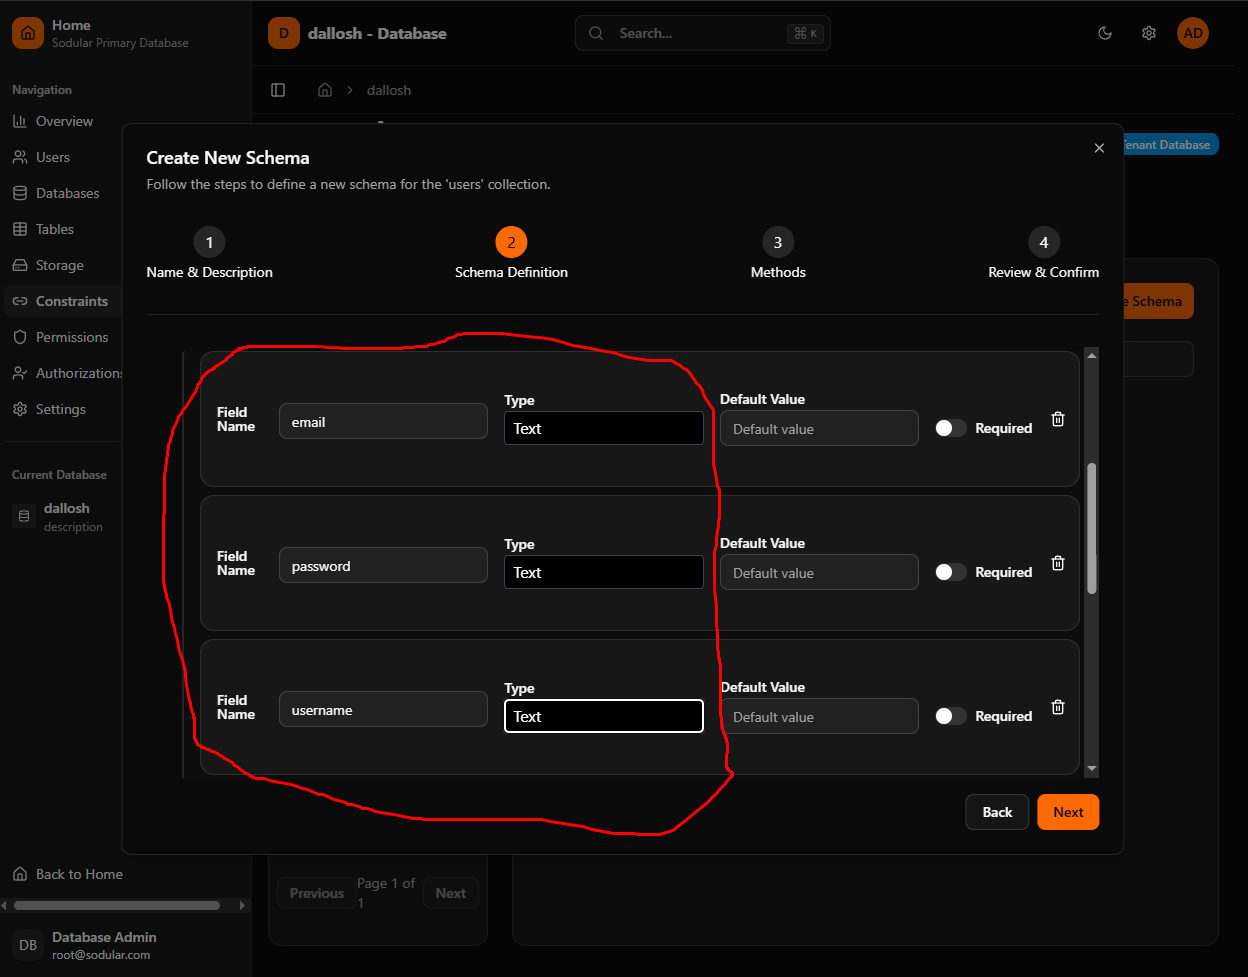 Home
Sodular Primary Database
D
dallosh - Database
Search...
⌘ K
AD
Navigation
Overview
Users
Databases
Tables
Storage
Constraints
Permissions
Authorizations
Settings
Current Database
dallosh
description
Back to Home
DB
Database Admin
root@sodular.com
dallosh
Tenant Database
e Schema
Create New Schema
Follow the steps to define a new schema for the 'users' collection.
1
Name & Description
2
Schema Definition
3
Methods
4
Review & Confirm
Field
Name
email
Type
Text
Default Value
Default value
Required
Field
Name
password
Type
Text
Default Value
Default value
Required
Field
Name
username
Type
Text
Default Value
Default value
Required
Back
Next
Previous
Page 1 of
1
Next